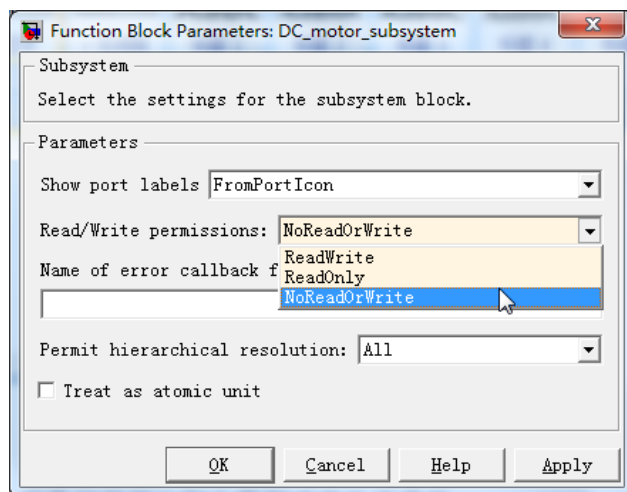 Function Block Parameters: DC_motor_subsystem
Subsystem
Select the settings for the subsystem block.
Parameters
Show port labels FromPortIcon
Read/Write permissions: NoReadOrWrite
ReadWrite
Name of error callback f
ReadOnly
NoReadOrWrite
Permit hierarchical resolution: All
Treat as atomic unit
OK Cancel Help Apply